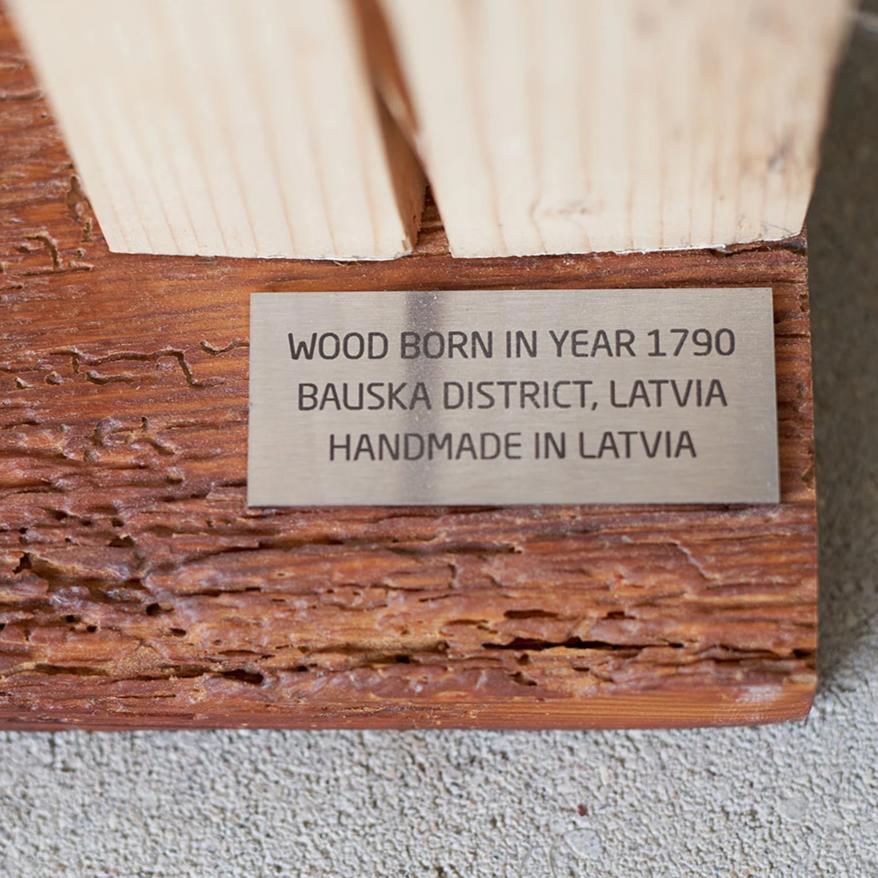 WOOD BORN IN YEAR 1790
BAUSKA DISTRICT, LATVIA
HANDMADE IN LATVIA